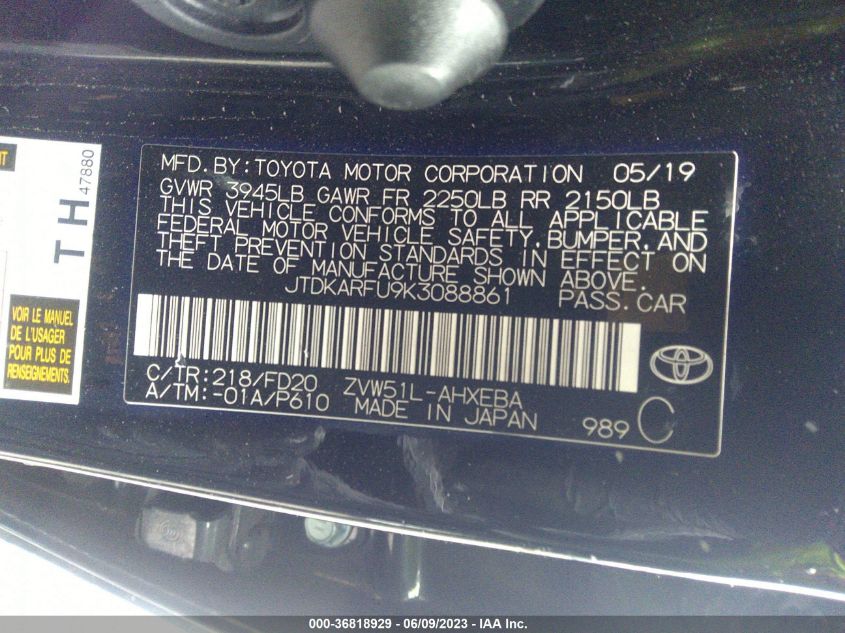 MFD.BY:TOYOTA MOTOR CORPORATION 05/19
GVWR 3945LB GAWR FR 2250LB RR 2150LB
THIS VEHICLE CONFORMS TO ALL APPLICABLE
FEDERAL MOTOR VEHICLE SAFETY,BUMPER,AND
THEFT PREVENTION STANDARDS IN EFFECT ON
THE DATE OF MANUFACTURE SHOWN ABOVE.
JTDKARFU9K3088861 PASS.CAR
C/TR:218/FD20 ZVW51L-AHXEBA
A/TM:-01A/P610 MADE IN JAPAN 989 C
TH
47880
VOIR LE MANUEL
DE L'USAGER
POUR PLUS DE
RENSEIGNEMENTS.
000-36818929 / 06/09/2023 - IAA Inc.